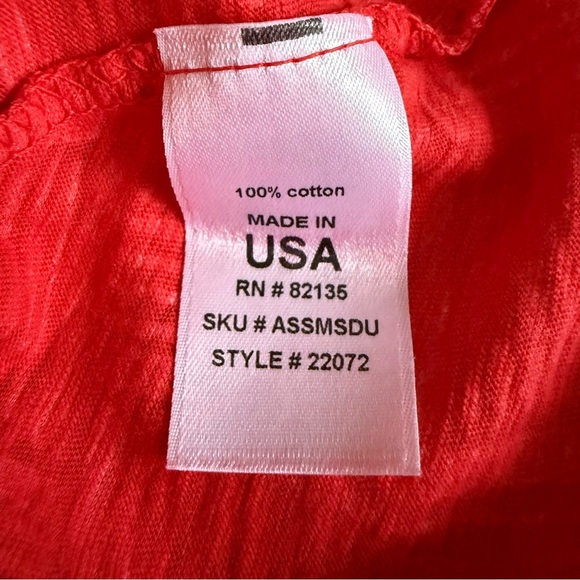 100% cotton
MADE IN
USA
RN # 82135
SKU # ASSMSDU
STYLE # 22072